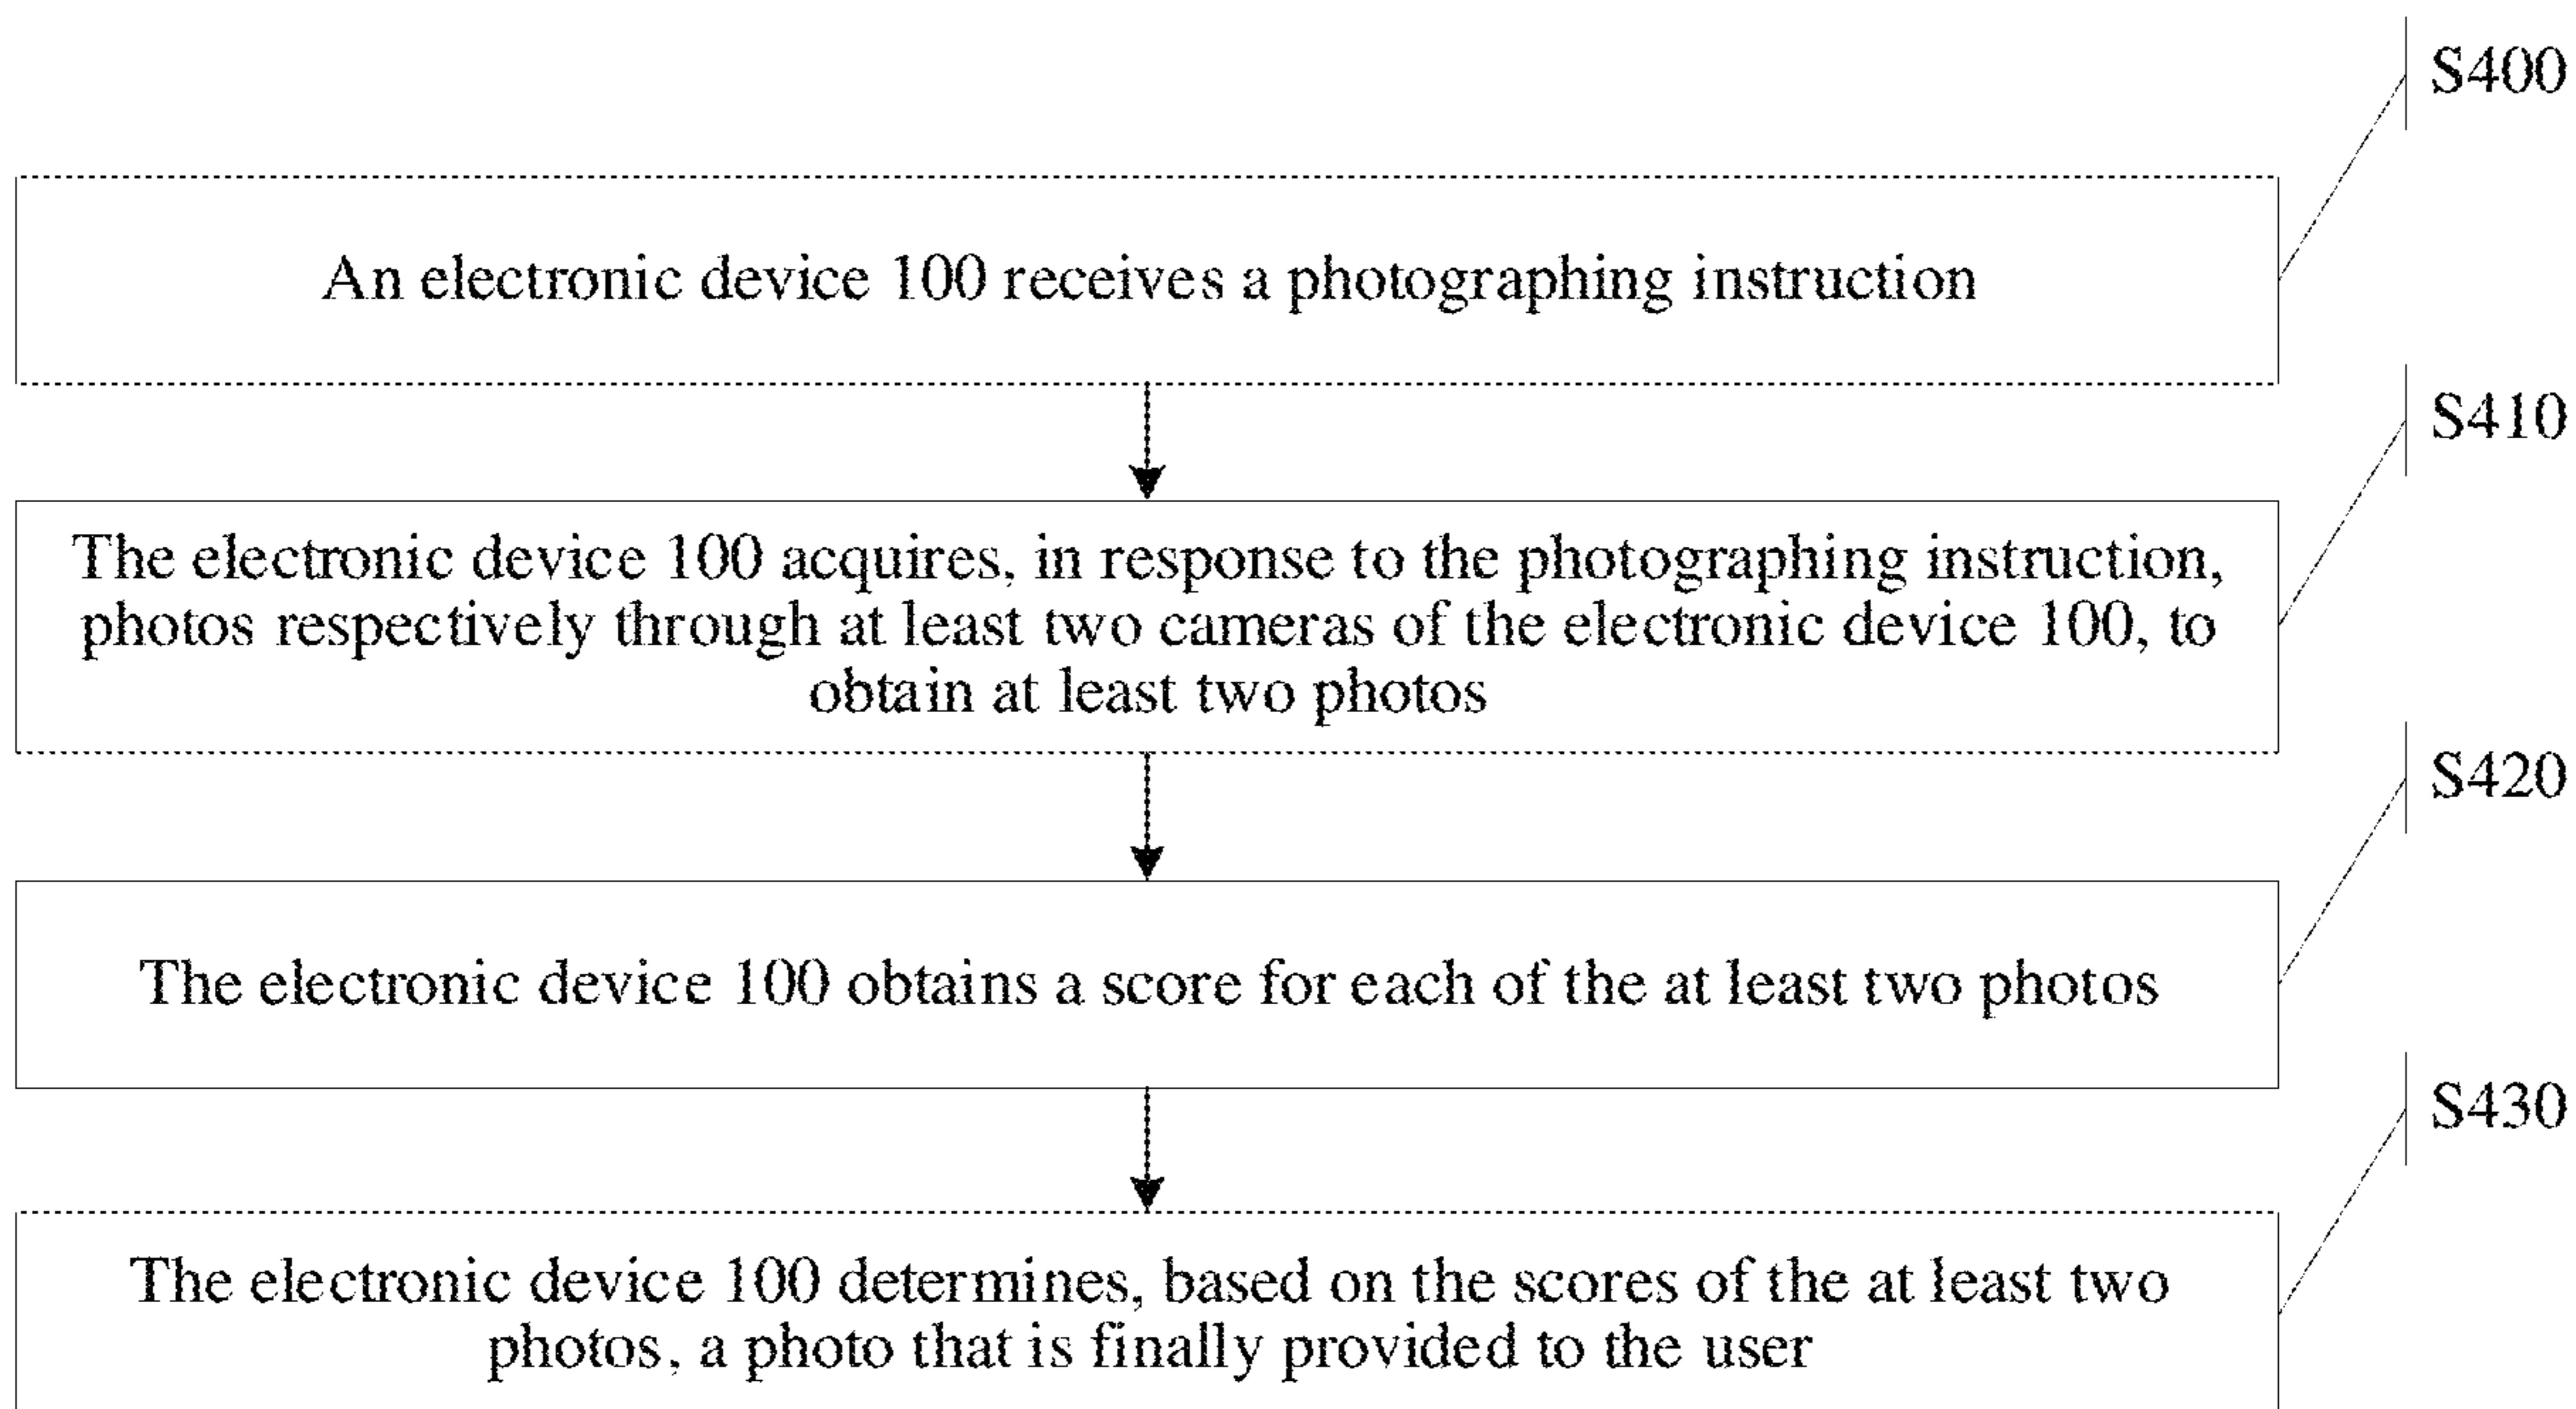 S400
An electronic device 100 receives a photographing instruction
S410
The electronic device 100 acquires, in response to the photographing instruction,
photos respectively through at least two cameras of the electronic device 100, to
obtain at least two photos
S420
The electronic device 100 obtains a score for each of the at least two photos
S430
The electronic device 100 determines, based on the scores of the at least two
photos, a photo that is finally provided to the user